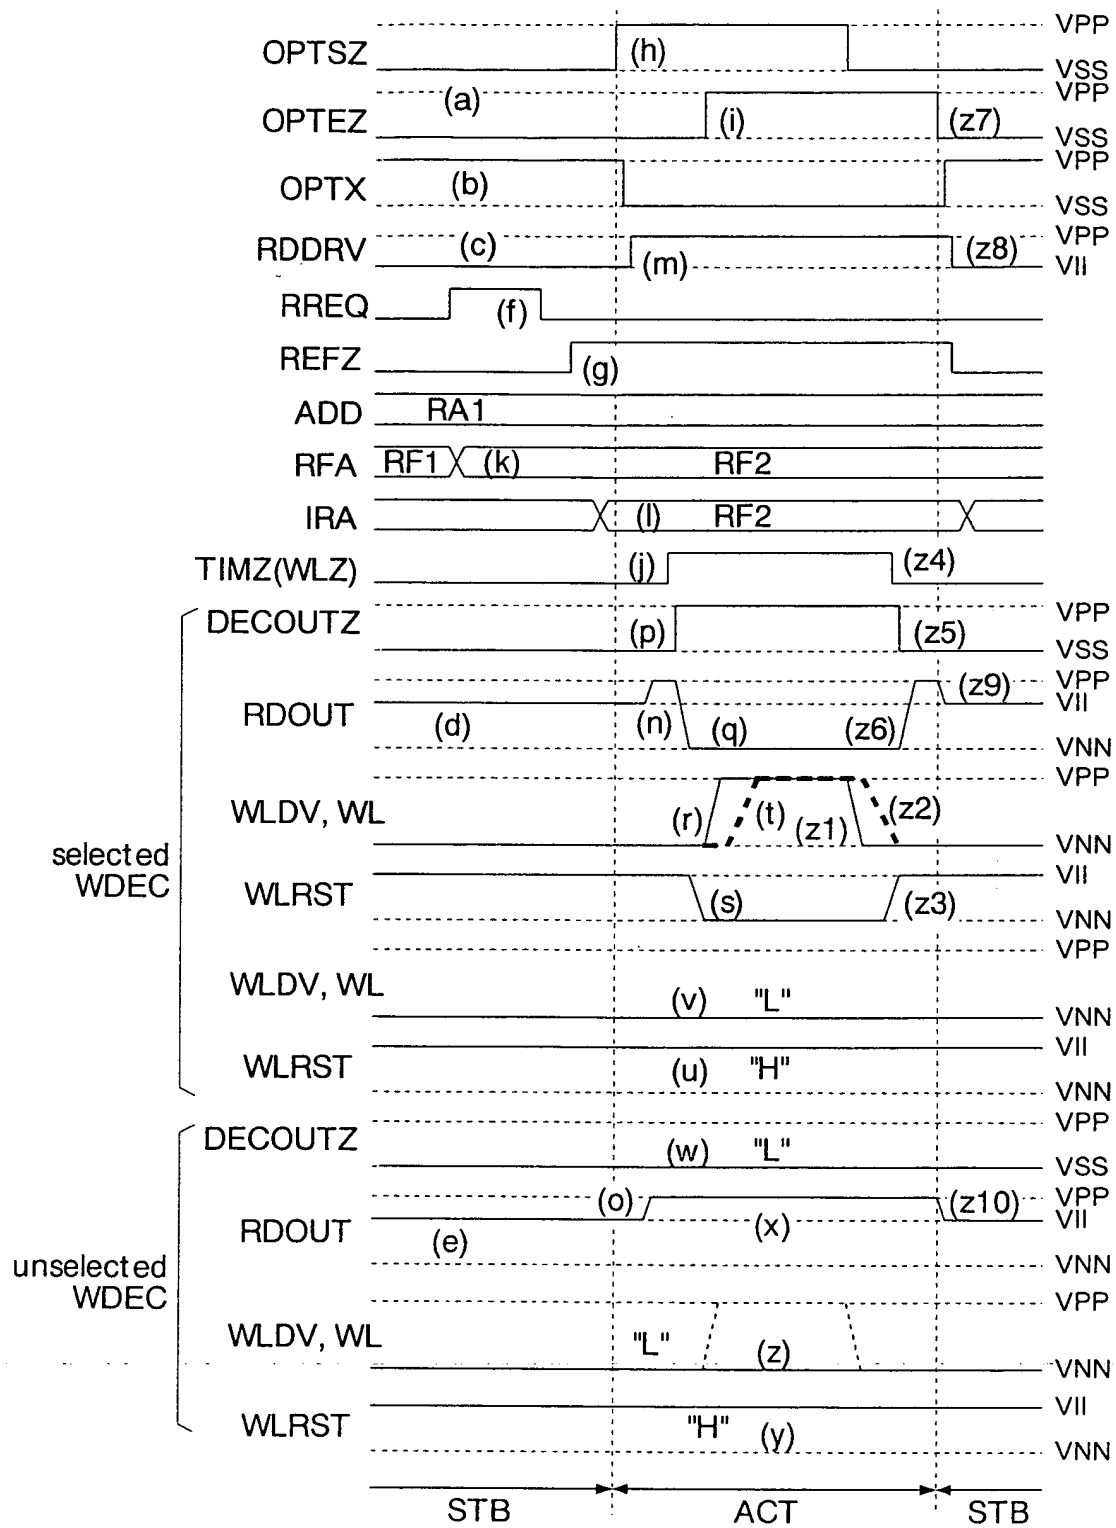 OPTSZ (h) VPP VSS
OPTEZ (a) (i) (z7) VPP VSS
OPTX (b) VPP VSS
RDDRV (c) (m) (z8) VPP VII
RREQ (f)
REFZ (g)
ADD RA1
RFA RF1 (k) RF2
IRA (l) RF2
TIMZ(WLZ) (j) (z4)
selected WDEC
DECOUTZ (p) (z5) VPP VSS
RDOUT (d) (n) (q) (z6) (z9) VPP VII VNN
WLDV, WL (r) (t) (z1) (z2) VPP VNN
WLRST (s) (z3) VII VNN
WLDV, WL (v) "L" VPP VNN
WLRST (u) "H" VII VNN
unselected WDEC
DECOUTZ (w) "L" VPP VSS
RDOUT (e) (o) (x) (z10) VPP VII VNN
WLDV, WL "L" (z) VPP VNN
WLRST "H" (y) VII VNN
STB ACT STB